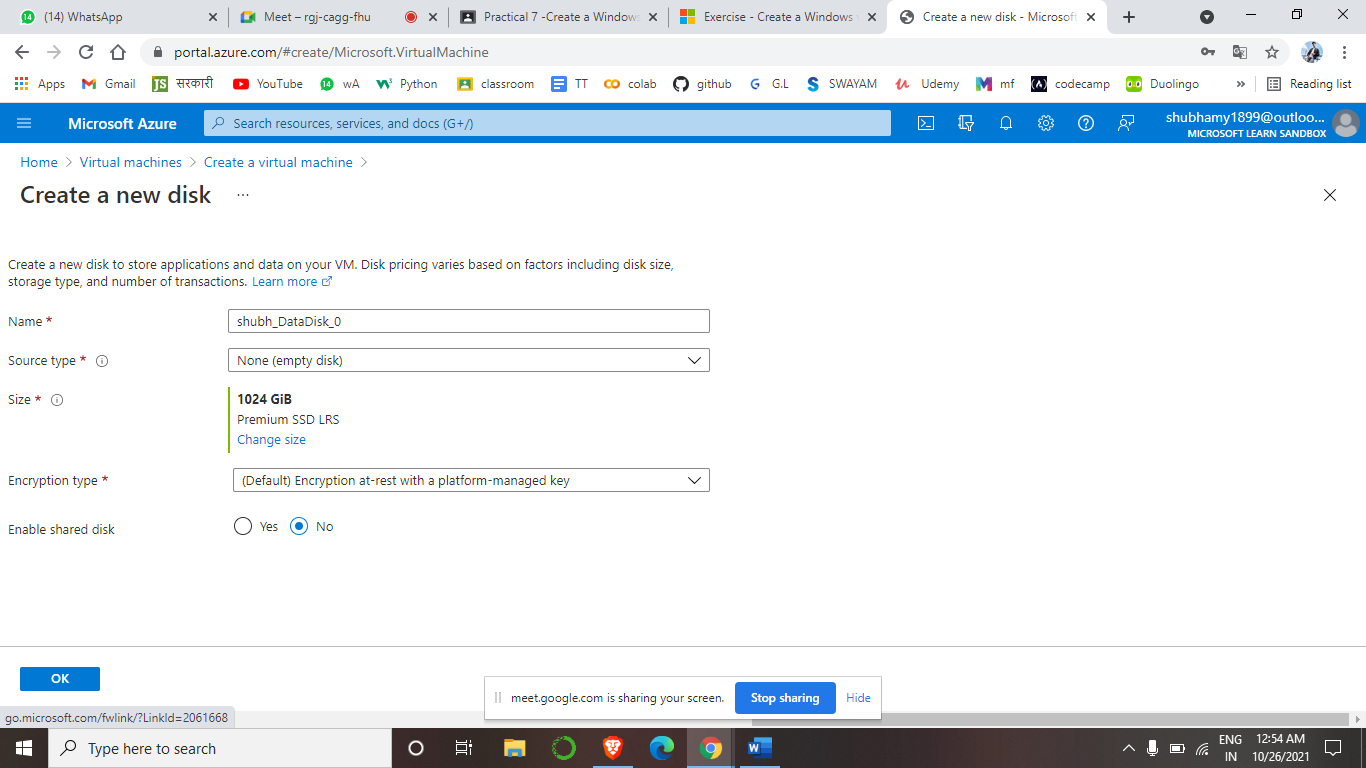 (14) WhatsApp
Meet – rgj-cagg-fhu
Practical 7 -Create a Windows
Exercise - Create a Windows
Create a new disk - Microsoft
portal.azure.com/#create/Microsoft.VirtualMachine
Apps
Gmail
JS सरकारी
YouTube
14 wA
Python
classroom
TT
colab
github
G.L
SWAYAM
Udemy
mf
codecamp
Duolingo
»
Reading list
Microsoft Azure
Search resources, services, and docs (G+/)
shubhamy1899@outloo...
MICROSOFT LEARN SANDBOX
Home > Virtual machines > Create a virtual machine >
Create a new disk ...
Create a new disk to store applications and data on your VM. Disk pricing varies based on factors including disk size,
storage type, and number of transactions. Learn more
Name *
shubh_DataDisk_0
Source type *
None (empty disk)
Size *
1024 GiB
Premium SSD LRS
Change size
Encryption type *
(Default) Encryption at-rest with a platform-managed key
Enable shared disk
Yes
No
OK
meet.google.com is sharing your screen.
Stop sharing
Hide
go.microsoft.com/fwlink/?LinkId=2061668
Type here to search
ENG
IN
12:54 AM
10/26/2021